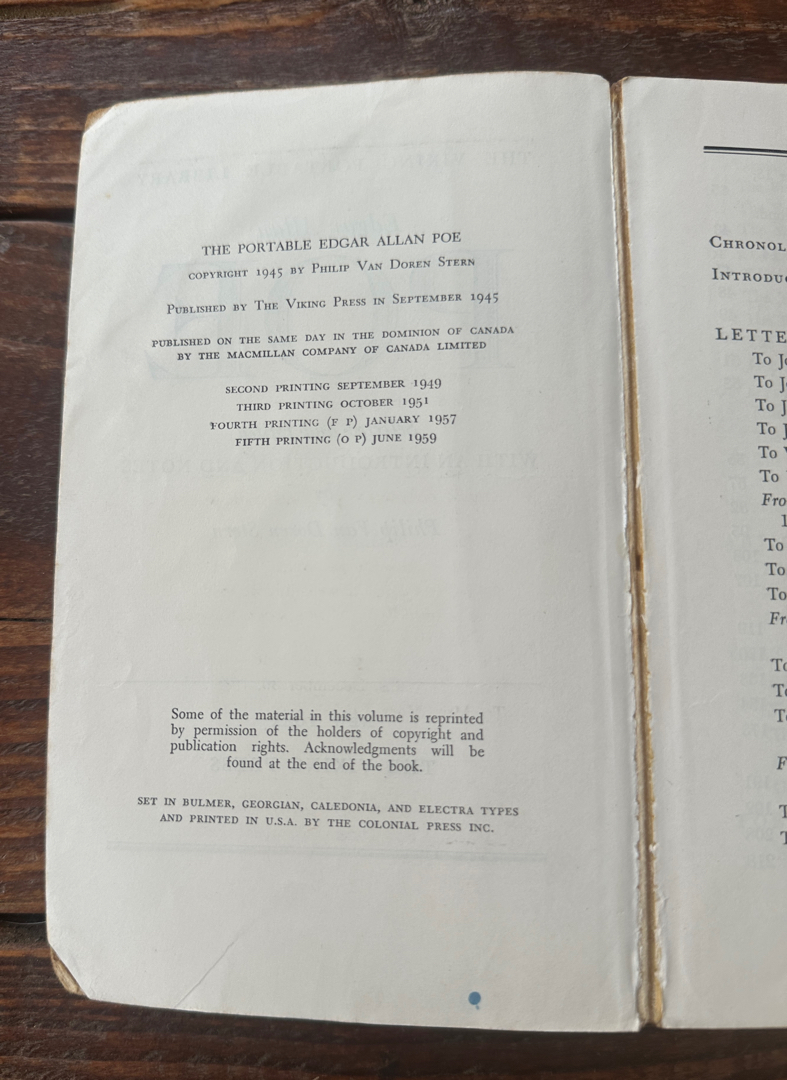 THE PORTABLE EDGAR ALLAN POE
COPYRIGHT 1945 BY PHILIP VAN DOREN STERN
PUBLISHED BY THE VIKING PRESS IN SEPTEMBER 1945
PUBLISHED ON THE SAME DAY IN THE DOMINION OF CANADA
BY THE MACMILLAN COMPANY OF CANADA LIMITED
SECOND PRINTING SEPTEMBER 1949
THIRD PRINTING OCTOBER 1951
FOURTH PRINTING (F P) JANUARY 1957
FIFTH PRINTING (O P) JUNE 1959
Some of the material in this volume is reprinted
by permission of the holders of copyright and
publication rights. Acknowledgments will be
found at the end of the book.
SET IN BULMER, GEORGIAN, CALEDONIA, AND ELECTRA TYPES
AND PRINTED IN U.S.A. BY THE COLONIAL PRESS INC.
CHRONOL
INTRODU
LETTE
To J
To J
To J
To J
To
To
Fro
To
To
To
Fr
To
To
To
F
T
T